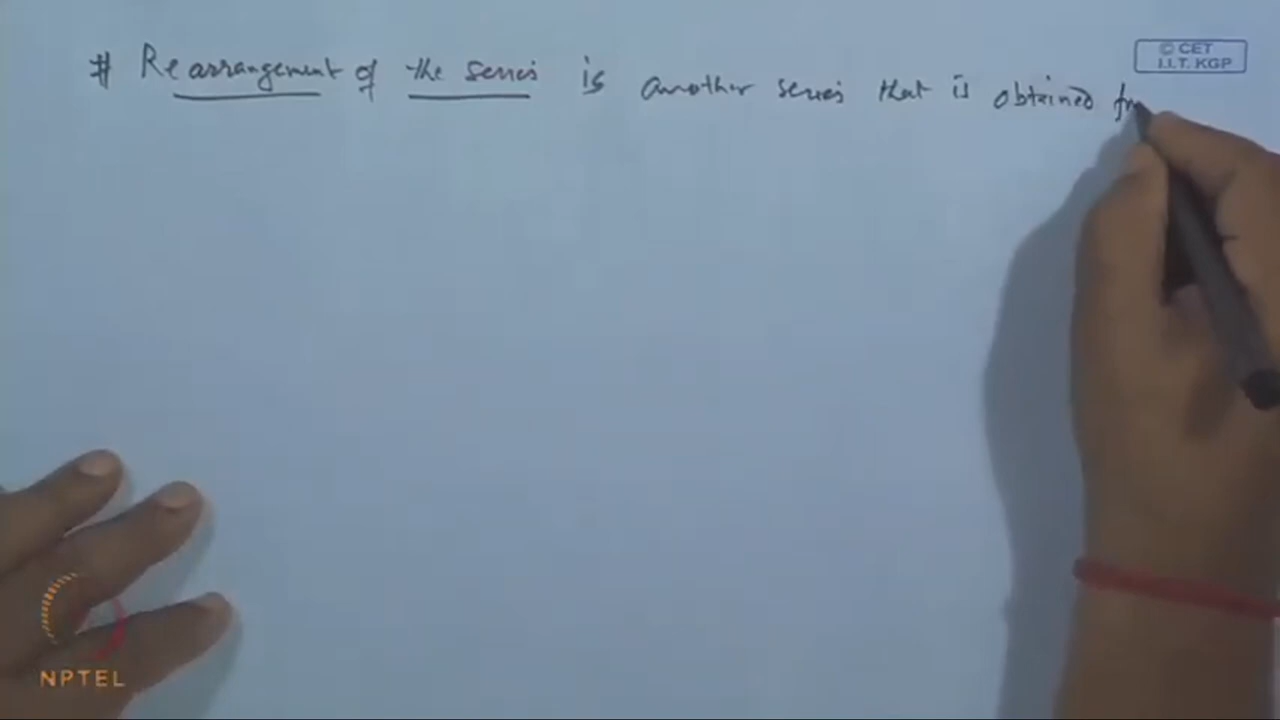 # Rearrangement of the series is another series that is obtained
© CET
I.I.T. KGP
NPTEL